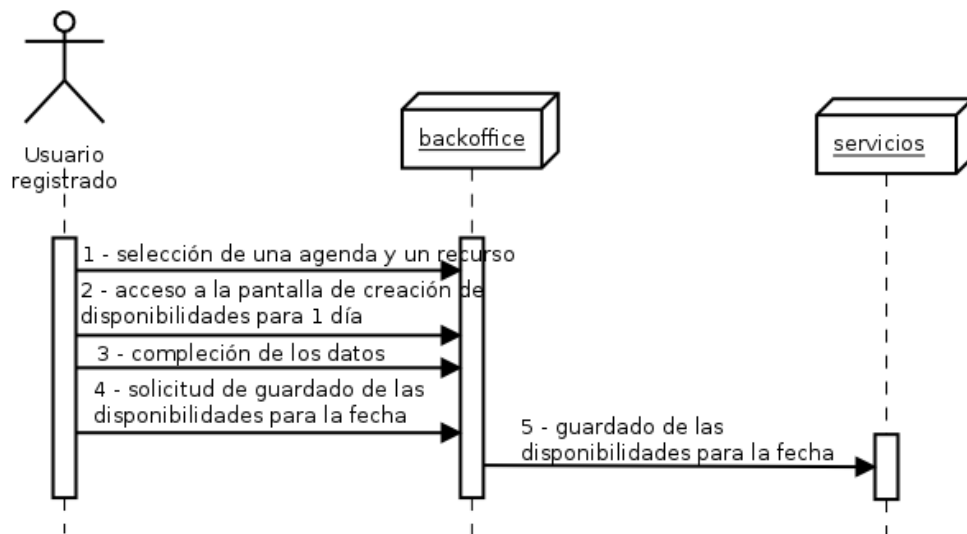 Usuario
registrado
backoffice
servicios
1 - selección de una agenda y un recurso
2 - acceso a la pantalla de creación de
disponibilidades para 1 día
3 - compleción de los datos
4 - solicitud de guardado de las
disponibilidades para la fecha
5 - guardado de las
disponibilidades para la fecha